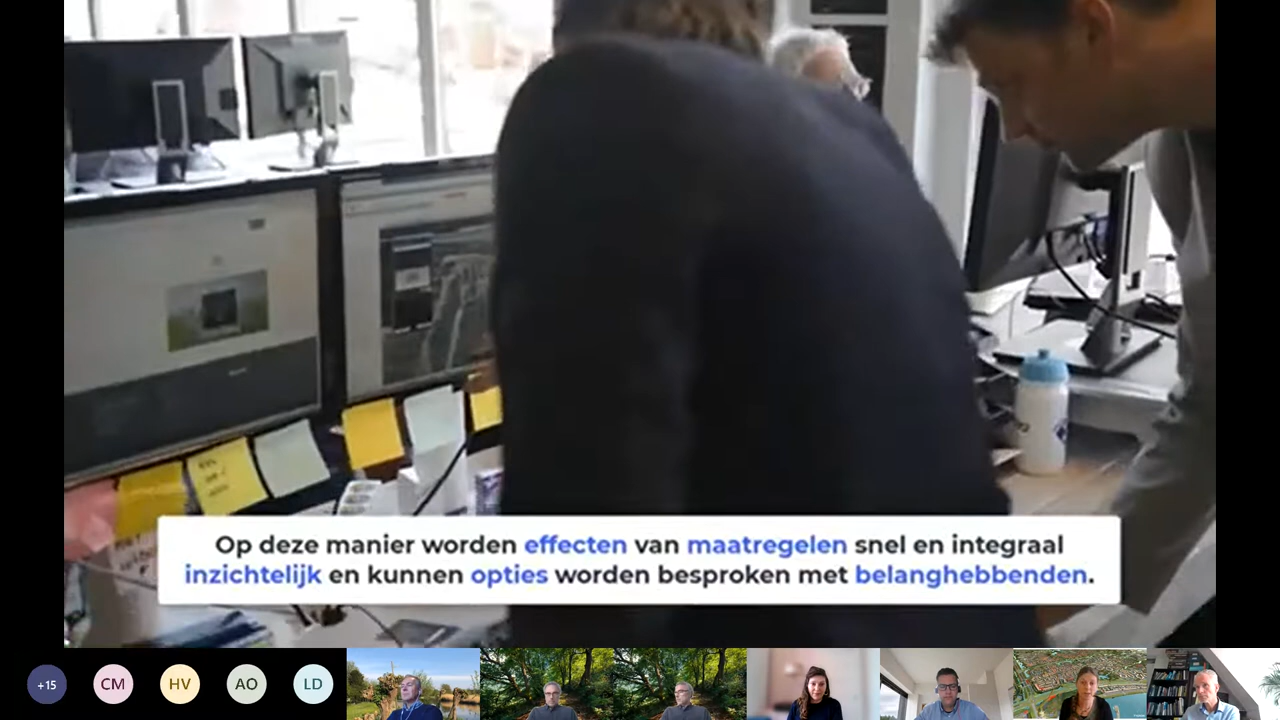 Op deze manier worden effecten van maatregelen snel en integraal
inzichtelijk en kunnen opties worden besproken met belanghebbenden.
+15
CM
HV
AO
LD